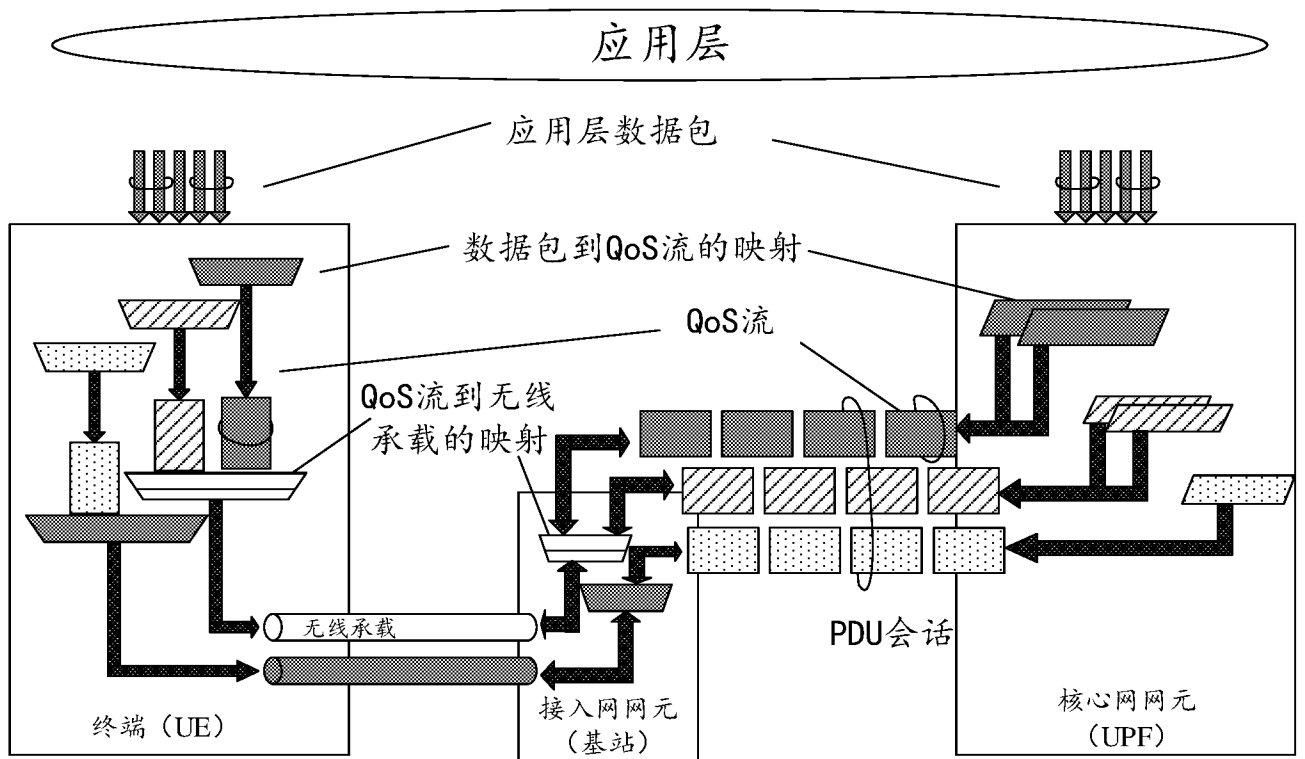 应用层
应用层数据包
数据包到QoS流的映射
QoS流
QoS流到无线
承载的映射
无线承载
PDU会话
终端（UE）
接入网网元
（基站）
核心网网元
（UPF）